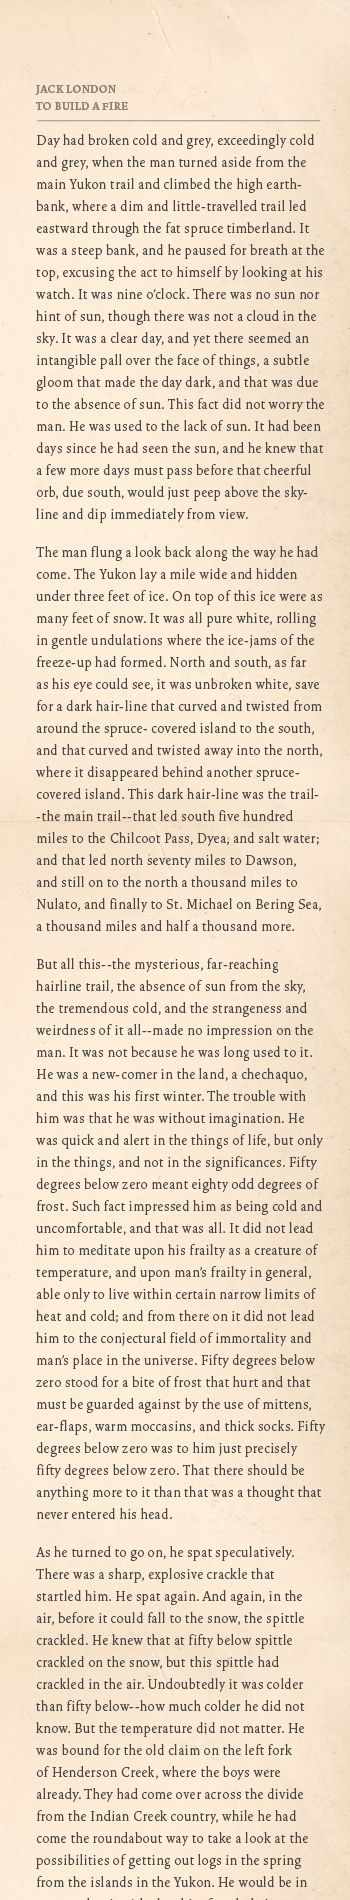 JACK LONDON
TO BUILD A FIRE
Day had broken cold and grey, exceedingly cold
and grey, when the man turned aside from the
main Yukon trail and climbed the high earth-
bank, where a dim and little-travelled trail led
eastward through the fat spruce timberland. It
was a steep bank, and he paused for breath at the
top, excusing the act to himself by looking at his
watch. It was nine o'clock. There was no sun nor
hint of sun, though there was not a cloud in the
sky. It was a clear day, and yet there seemed an
intangible pall over the face of things, a subtle
gloom that made the day dark, and that was due
to the absence of sun. This fact did not worry the
man. He was used to the lack of sun. It had been
days since he had seen the sun, and he knew that
a few more days must pass before that cheerful
orb, due south, would just peep above the sky-
line and dip immediately from view.
The man flung a look back along the way he had
come. The Yukon lay a mile wide and hidden
under three feet of ice. On top of this ice were as
many feet of snow. It was all pure white, rolling
in gentle undulations where the ice-jams of the
freeze-up had formed. North and south, as far
as his eye could see, it was unbroken white, save
for a dark hair-line that curved and twisted from
around the spruce- covered island to the south,
and that curved and twisted away into the north,
where it disappeared behind another spruce-
covered island. This dark hair-line was the trail-
-the main trail--that led south five hundred
miles to the Chilcoot Pass, Dyea, and salt water;
and that led north seventy miles to Dawson,
and still on to the north a thousand miles to
Nulato, and finally to St. Michael on Bering Sea,
a thousand miles and half a thousand more.
But all this--the mysterious, far-reaching
hairline trail, the absence of sun from the sky,
the tremendous cold, and the strangeness and
weirdness of it all--made no impression on the
man. It was not because he was long used to it.
He was a new-comer in the land, a chechaquo,
and this was his first winter. The trouble with
him was that he was without imagination. He
was quick and alert in the things of life, but only
in the things, and not in the significances. Fifty
degrees below zero meant eighty odd degrees of
frost. Such fact impressed him as being cold and
uncomfortable, and that was all. It did not lead
him to meditate upon his frailty as a creature of
temperature, and upon man's frailty in general,
able only to live within certain narrow limits of
heat and cold; and from there on it did not lead
him to the conjectural field of immortality and
man's place in the universe. Fifty degrees below
zero stood for a bite of frost that hurt and that
must be guarded against by the use of mittens,
ear-flaps, warm moccasins, and thick socks. Fifty
degrees below zero was to him just precisely
fifty degrees below zero. That there should be
anything more to it than that was a thought that
never entered his head.
As he turned to go on, he spat speculatively.
There was a sharp, explosive crackle that
startled him. He spat again. And again, in the
air, before it could fall to the snow, the spittle
crackled. He knew that at fifty below spittle
crackled on the snow, but this spittle had
crackled in the air. Undoubtedly it was colder
than fifty below--how much colder he did not
know. But the temperature did not matter. He
was bound for the old claim on the left fork
of Henderson Creek, where the boys were
already. They had come over across the divide
from the Indian Creek country, while he had
come the roundabout way to take a look at the
possibilities of getting out logs in the spring
from the islands in the Yukon. He would be in